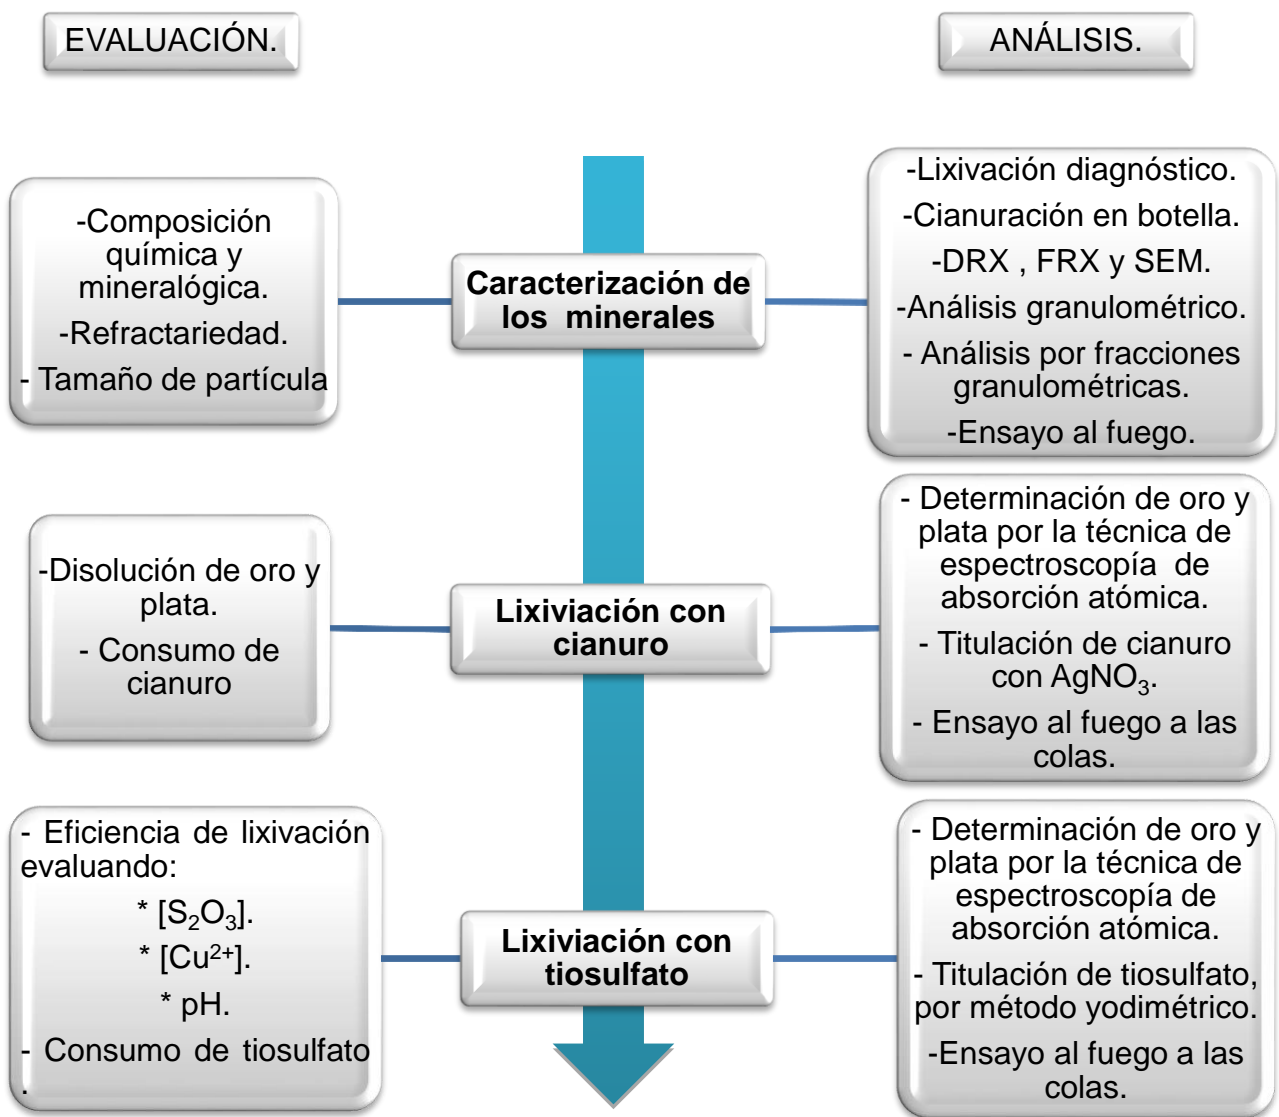 EVALUACIÓN.
ANÁLISIS.
-Composición
química y
mineralógica.
-Refractariedad.
- Tamaño de partícula
Caracterización de
los minerales
-Lixivación diagnóstico.
-Cianuración en botella.
-DRX , FRX y SEM.
-Análisis granulométrico.
- Análisis por fracciones
granulométricas.
-Ensayo al fuego.
-Disolución de oro y
plata.
- Consumo de
cianuro
Lixiviación con
cianuro
- Determinación de oro y
plata por la técnica de
espectroscopía de
absorción atómica.
- Titulación de cianuro
con AgNO₃.
- Ensayo al fuego a las
colas.
- Eficiencia de lixivación
evaluando:
* [S₂O₃].
* [Cu²⁺].
* pH.
- Consumo de tiosulfato
.
Lixiviación con
tiosulfato
- Determinación de oro y
plata por la técnica de
espectroscopía de
absorción atómica.
- Titulación de tiosulfato,
por método yodimétrico.
-Ensayo al fuego a las
colas.